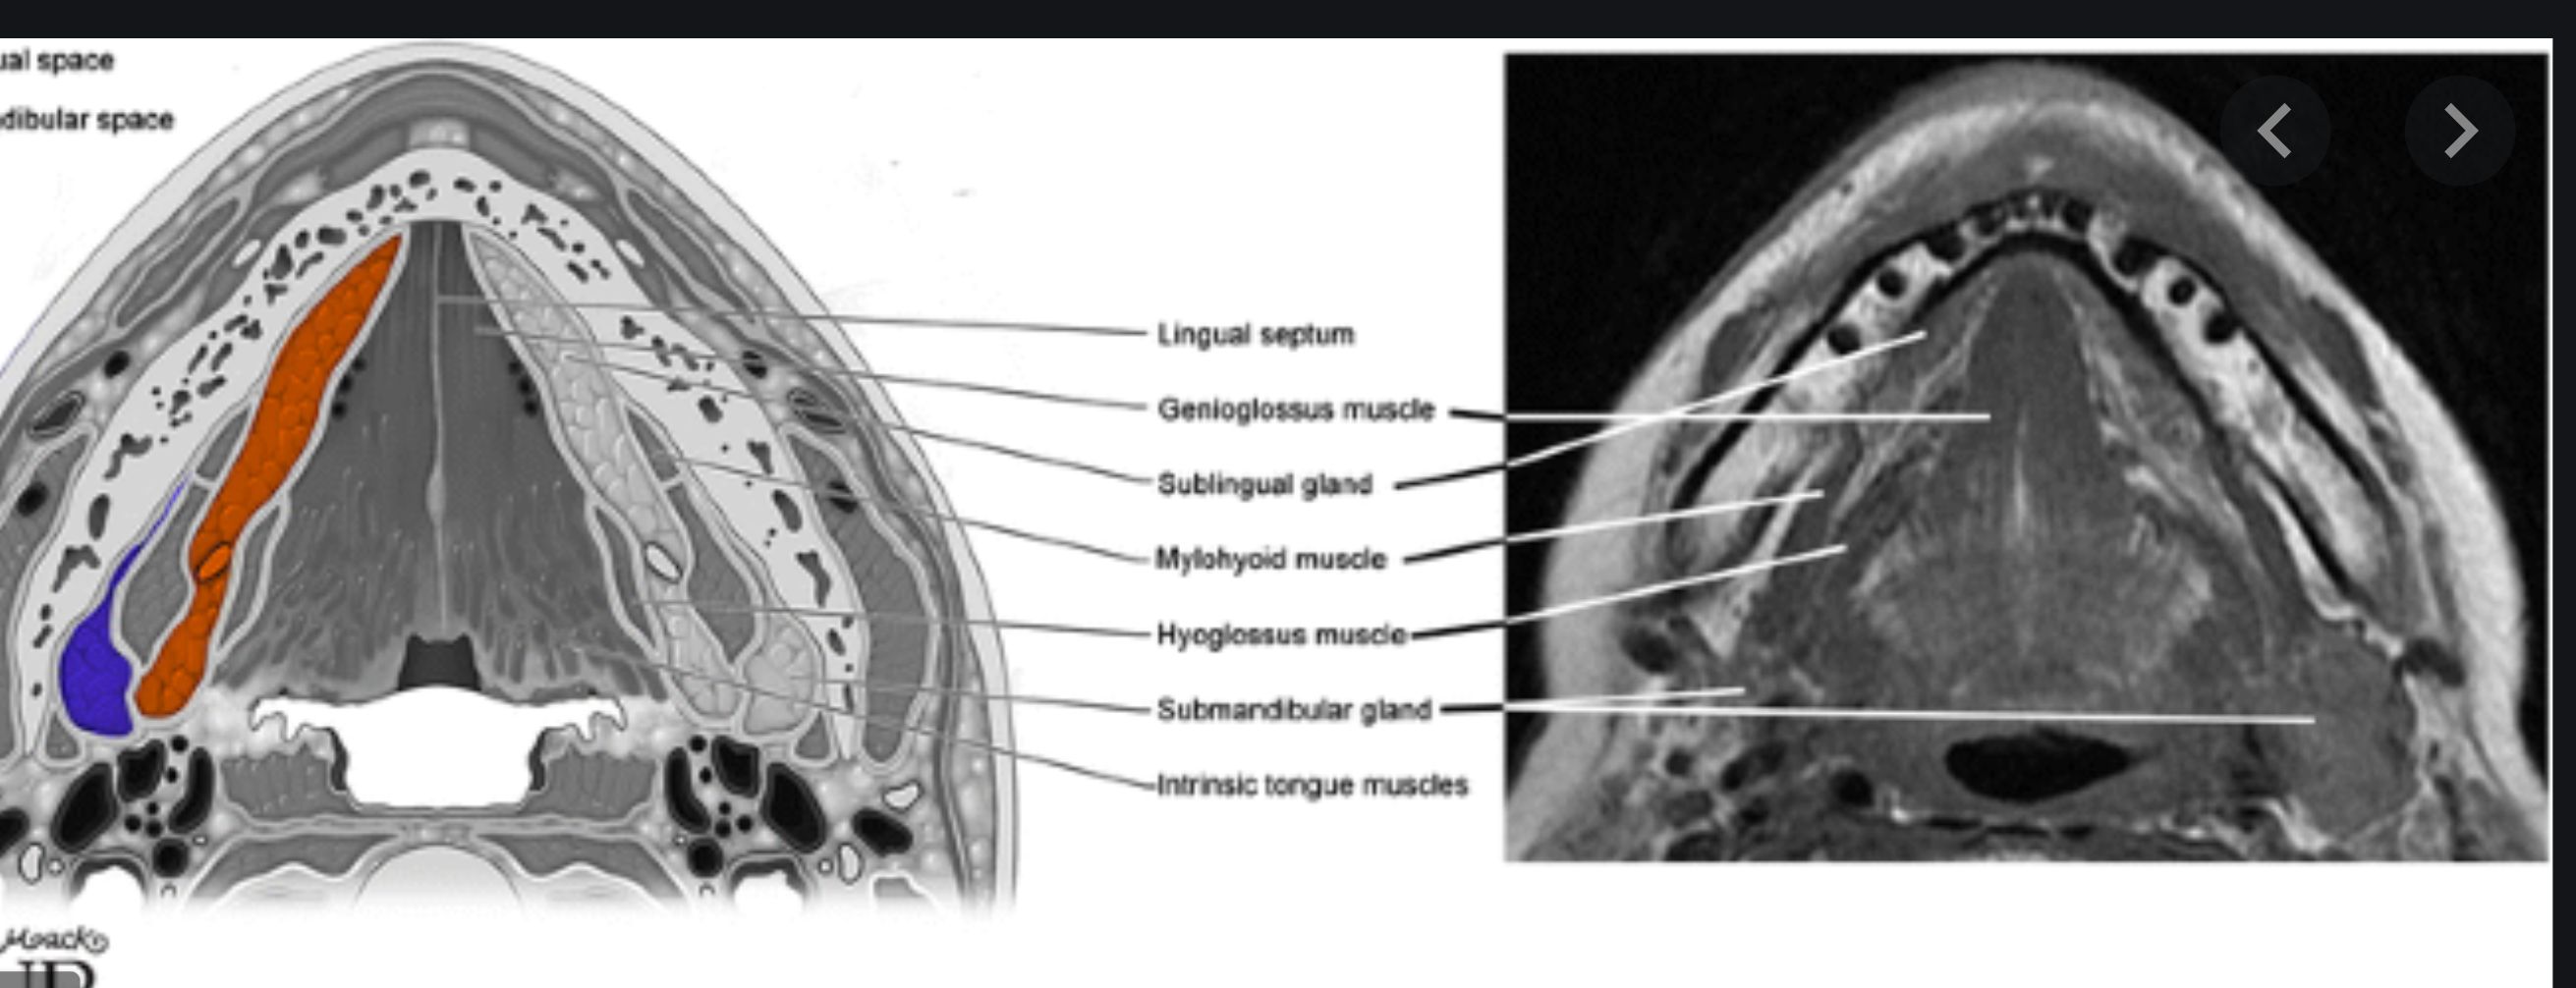 ual space
dibular space
Lingual septum
Genioglossus muscle
Sublingual gland
Mylohyoid muscle
Hyoglossus muscle
Submandibular gland
Intrinsic tongue muscles